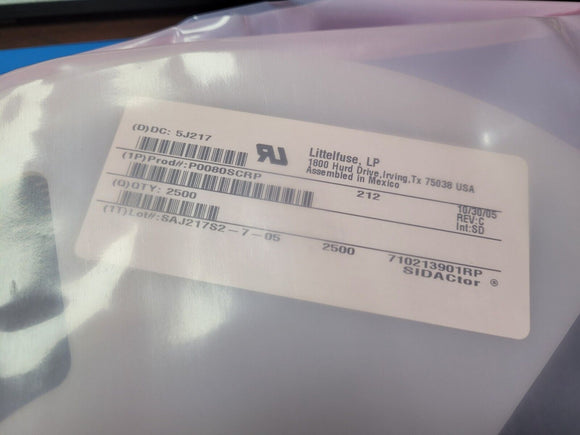 (D)DC: 5J217
Littelfuse, LP
1800 Hurd Drive,Irving,Tx 75038 USA
Assembled in Mexico
(1P)Prod#:P0080SCRP
212
10/30/05
REV:C
Int:SD
(Q)QTY: 2500
(1T)Lot#:SAJ217S2-7-05
2500
710213901RP
SIDACtor ®